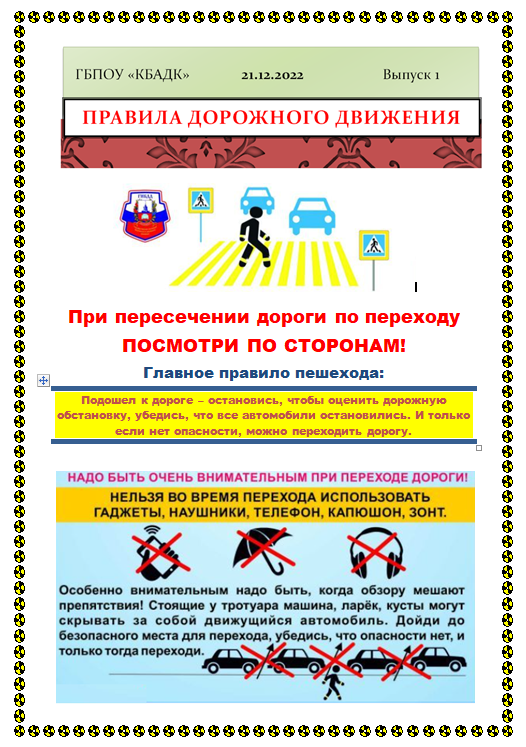 ГБПОУ «КБАДК» 21.12.2022 Выпуск 1
ПРАВИЛА ДОРОЖНОГО ДВИЖЕНИЯ
При пересечении дороги по переходу
ПОСМОТРИ ПО СТОРОНАМ!
Главное правило пешехода:
Подошел к дороге – остановись, чтобы оценить дорожную
обстановку, убедись, что все автомобили остановились. И только
если нет опасности, можно переходить дорогу.
НАДО БЫТЬ ОЧЕНЬ ВНИМАТЕЛЬНЫМ ПРИ ПЕРЕХОДЕ ДОРОГИ!
НЕЛЬЗЯ ВО ВРЕМЯ ПЕРЕХОДА ИСПОЛЬЗОВАТЬ
ГАДЖЕТЫ, НАУШНИКИ, ТЕЛЕФОН, КАПЮШОН, ЗОНТ.
Особенно внимательным надо быть, когда обзору мешают
препятствия! Стоящие у тротуара машина, ларёк, кусты могут
скрывать за собой движущийся автомобиль. Дойди до
безопасного места для перехода, убедись, что опасности нет, и
только тогда переходи.